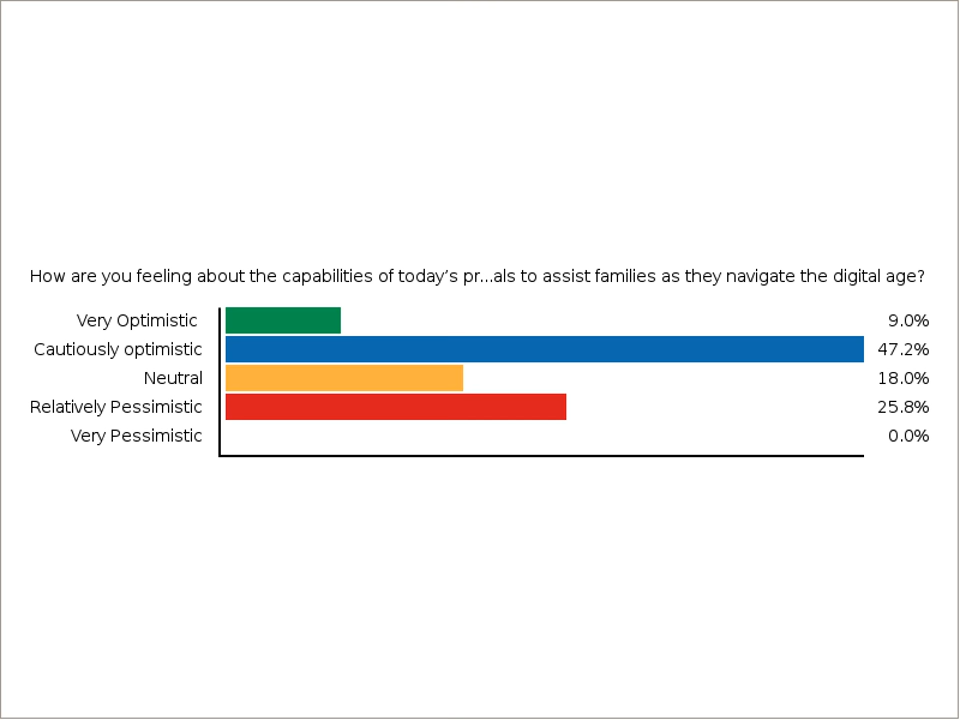 How are you feeling about the capabilities of today’s pr...als to assist families as they navigate the digital age?
Very Optimistic 9.0%
Cautiously optimistic 47.2%
Neutral 18.0%
Relatively Pessimistic 25.8%
Very Pessimistic 0.0%